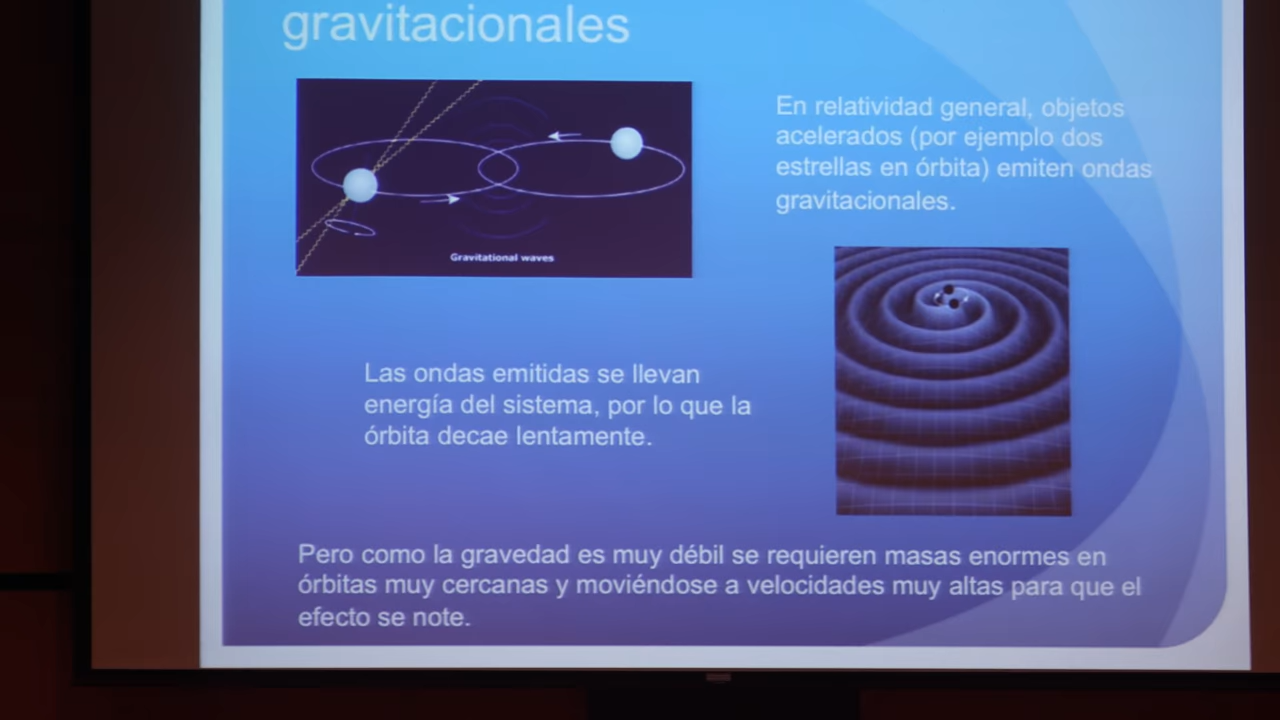 gravitacionales
En relatividad general, objetos
acelerados (por ejemplo dos
estrellas en órbita) emiten ondas
gravitacionales.
Gravitational waves
Las ondas emitidas se llevan
energía del sistema, por lo que la
órbita decae lentamente.
Pero como la gravedad es muy débil se requieren masas enormes en
órbitas muy cercanas y moviéndose a velocidades muy altas para que el
efecto se note.